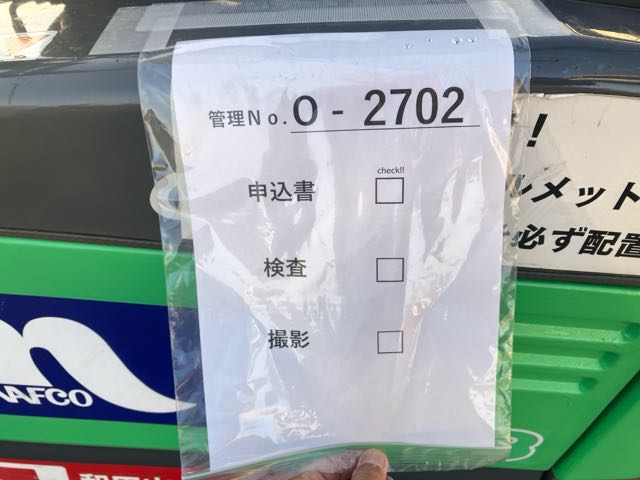 管理No. O - 2702
check!!
申込書
検査
撮影
！
ルメット
必ず配置
NAFCO